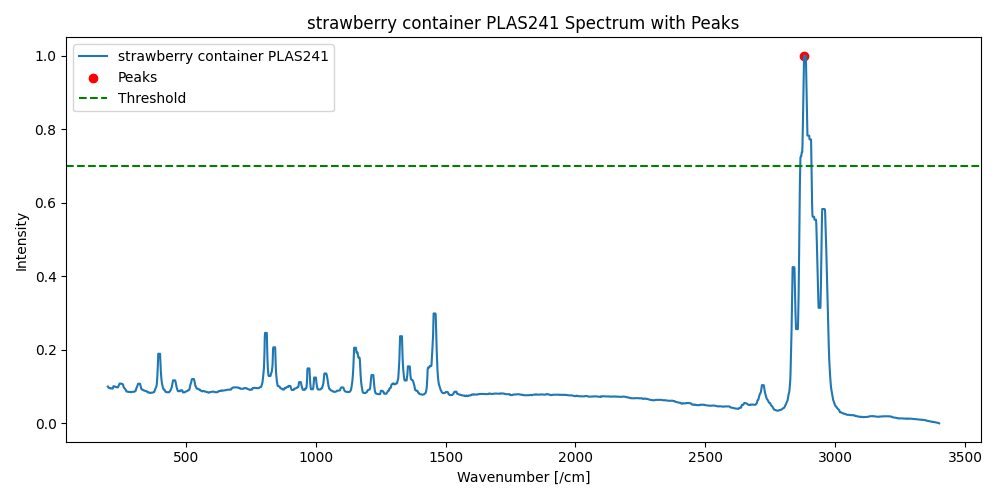 strawberry container PLAS241 Spectrum with Peaks
strawberry container PLAS241
Peaks
Threshold
Intensity
1.0
0.8
0.6
0.4
0.2
0.0
500 1000 1500 2000 2500 3000 3500
Wavenumber [/cm]